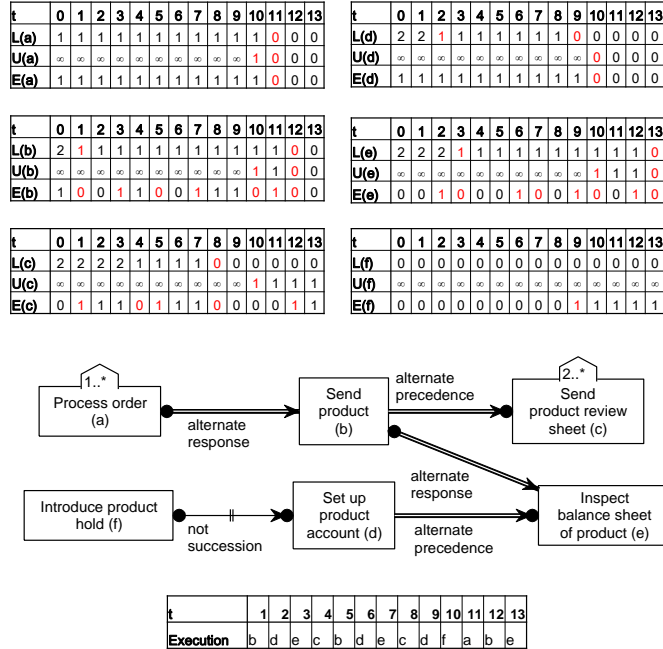 t 0 1 2 3 4 5 6 7 8 9 10 11 12 13
L(a) 1 1 1 1 1 1 1 1 1 1 1 0 0 0
U(a) ∞ ∞ ∞ ∞ ∞ ∞ ∞ ∞ ∞ ∞ 1 0 0 0
E(a) 1 1 1 1 1 1 1 1 1 1 1 0 0 0
t 0 1 2 3 4 5 6 7 8 9 10 11 12 13
L(d) 2 2 1 1 1 1 1 1 1 0 0 0 0 0
U(d) ∞ ∞ ∞ ∞ ∞ ∞ ∞ ∞ ∞ ∞ 0 0 0 0
E(d) 1 1 1 1 1 1 1 1 1 1 0 0 0 0
t 0 1 2 3 4 5 6 7 8 9 10 11 12 13
L(b) 2 1 1 1 1 1 1 1 1 1 1 1 0 0
U(b) ∞ ∞ ∞ ∞ ∞ ∞ ∞ ∞ ∞ ∞ 1 1 0 0
E(b) 1 0 0 1 1 0 0 1 1 1 0 1 0 0
t 0 1 2 3 4 5 6 7 8 9 10 11 12 13
L(e) 2 2 2 1 1 1 1 1 1 1 1 1 1 0
U(e) ∞ ∞ ∞ ∞ ∞ ∞ ∞ ∞ ∞ ∞ 1 1 1 0
E(e) 0 0 1 0 0 0 1 0 0 1 0 0 1 0
t 0 1 2 3 4 5 6 7 8 9 10 11 12 13
L(c) 2 2 2 2 1 1 1 1 0 0 0 0 0 0
U(c) ∞ ∞ ∞ ∞ ∞ ∞ ∞ ∞ ∞ ∞ 1 1 1 1
E(c) 0 1 1 1 0 1 1 1 0 0 0 0 1 1
t 0 1 2 3 4 5 6 7 8 9 10 11 12 13
L(f) 0 0 0 0 0 0 0 0 0 0 0 0 0 0
U(f) ∞ ∞ ∞ ∞ ∞ ∞ ∞ ∞ ∞ ∞ ∞ ∞ ∞ ∞
E(f) 0 0 0 0 0 0 0 0 0 1 1 1 1 1
1..*
Process order
(a)
alternate
response
Send
product
(b)
alternate
precedence
2..*
Send
product review
sheet (c)
alternate
response
Introduce product
hold (f)
not
succession
Set up
product
account (d)
alternate
precedence
Inspect
balance sheet
of product (e)
t 1 2 3 4 5 6 7 8 9 10 11 12 13
Execution b d e c b d e c d f a b e